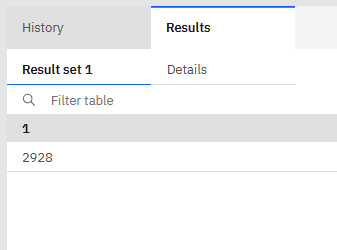 History
Results
Result set 1
Details
Filter table
1
2928